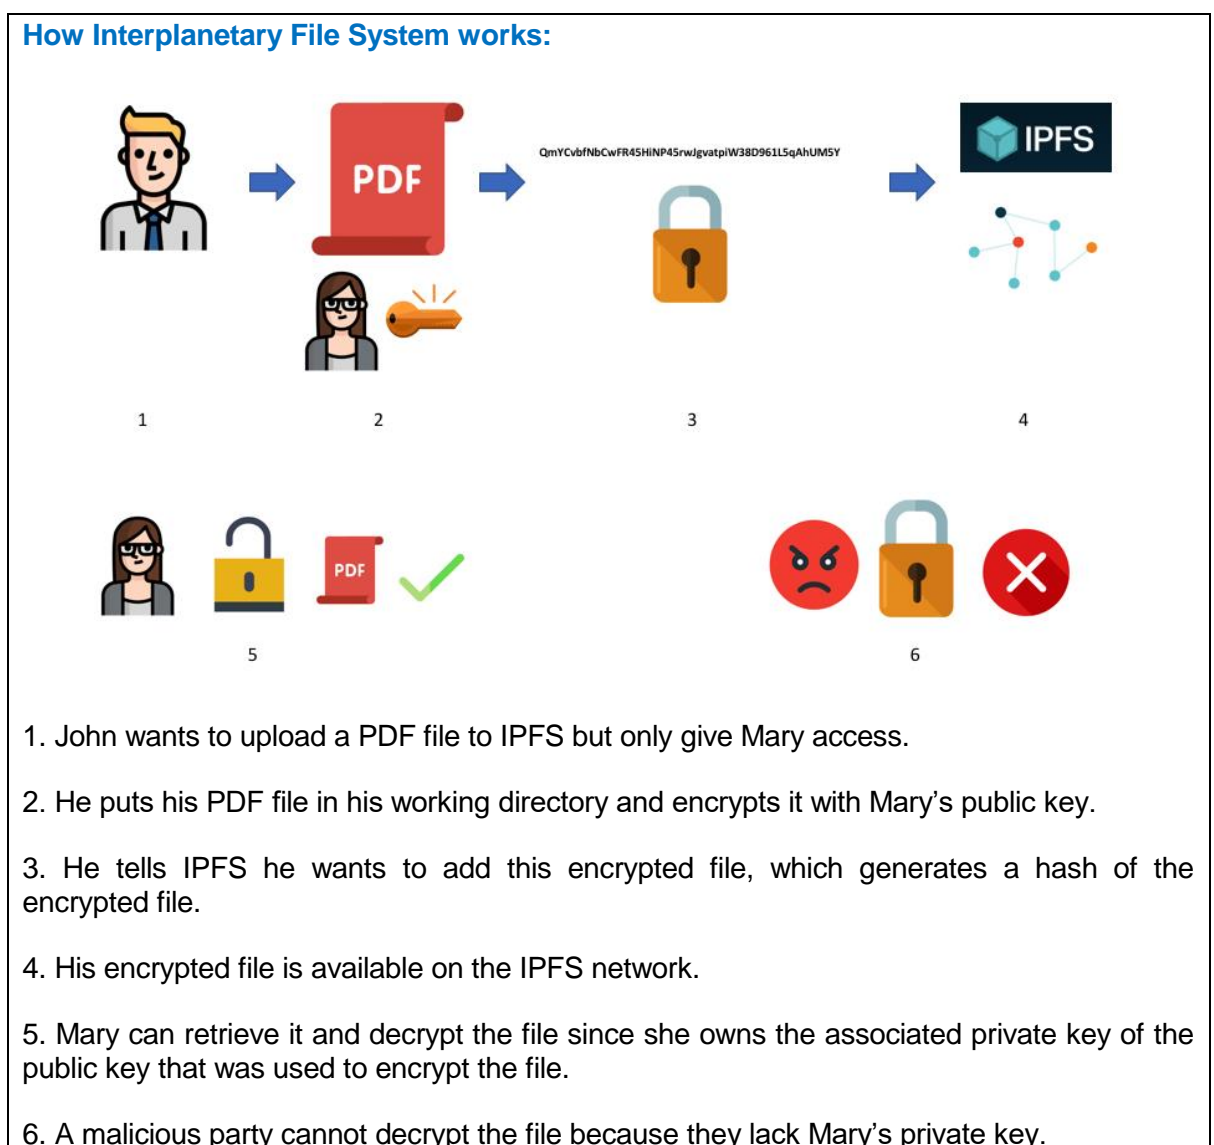 How Interplanetary File System works:
PDF
QmYCvbfNbCwFR45HiNP45rwJgvatpiW38D961L5qAhUM5Y
IPFS
1
2
3
4
PDF
5
6
1. John wants to upload a PDF file to IPFS but only give Mary access.
2. He puts his PDF file in his working directory and encrypts it with Mary’s public key.
3. He tells IPFS he wants to add this encrypted file, which generates a hash of the
encrypted file.
4. His encrypted file is available on the IPFS network.
5. Mary can retrieve it and decrypt the file since she owns the associated private key of the
public key that was used to encrypt the file.
6. A malicious party cannot decrypt the file because they lack Mary’s private key.